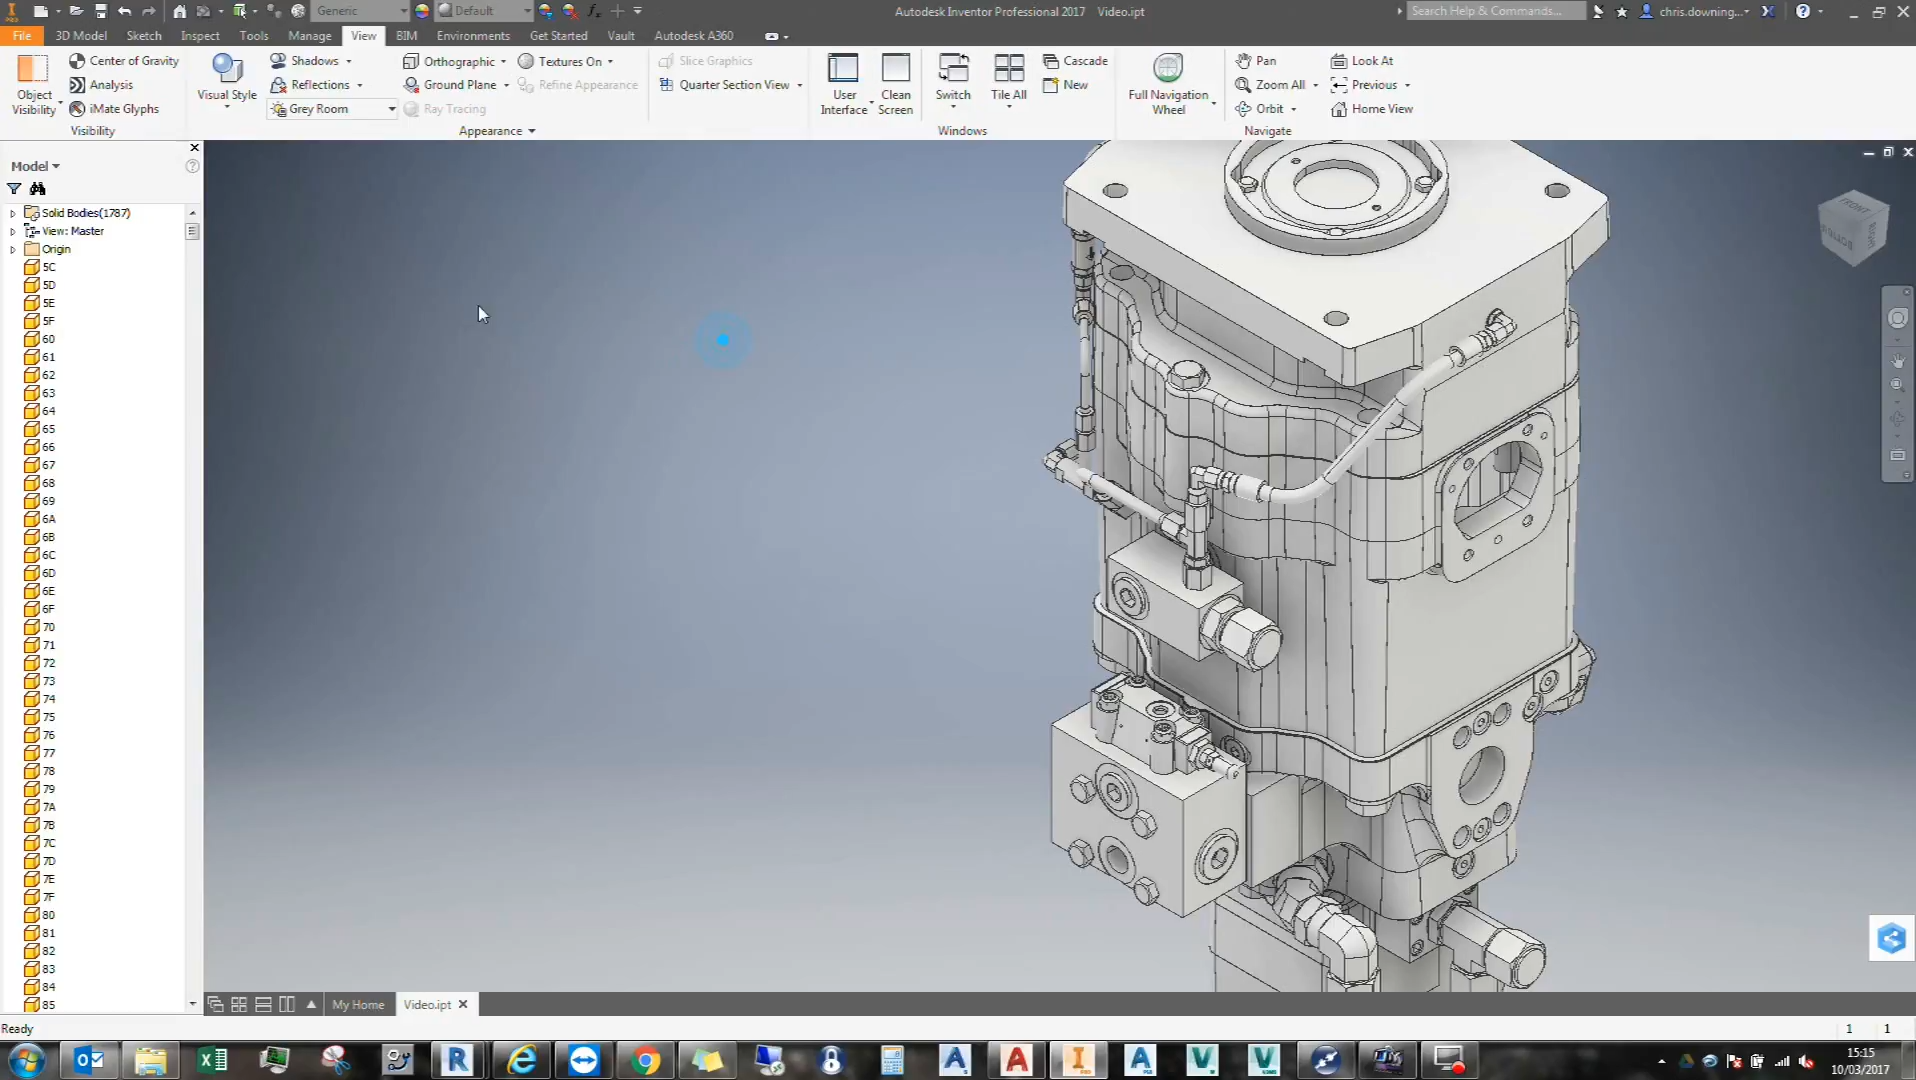 Generic
Default
Autodesk Inventor Professional 2017 Video.ipt
Search Help & Commands...
chris.downing...
File 3D Model Sketch Inspect Tools Manage View BIM Environments Get Started Vault Autodesk A360
Object Visibility
Center of Gravity
Analysis
iMate Glyphs
Visibility
Visual Style
Shadows
Reflections
Grey Room
Orthographic
Ground Plane
Ray Tracing
Textures On
Refine Appearance
Appearance
Slice Graphics
Quarter Section View
User Interface
Clean Screen
Switch
Tile All
Cascade
New
Windows
Full Navigation Wheel
Pan
Zoom All
Orbit
Look At
Previous
Home View
Navigate
Model
Solid Bodies(1787)
View: Master
Origin
5C
5D
5E
5F
60
61
62
63
64
65
66
67
68
69
6A
6B
6C
6D
6E
6F
70
71
72
73
74
75
76
77
78
79
7A
7B
7C
7D
7E
7F
80
81
82
83
84
85
FRONT
RIGHT
BOTTOM
My Home
Video.ipt
Ready
1 1
15:15
10/03/2017